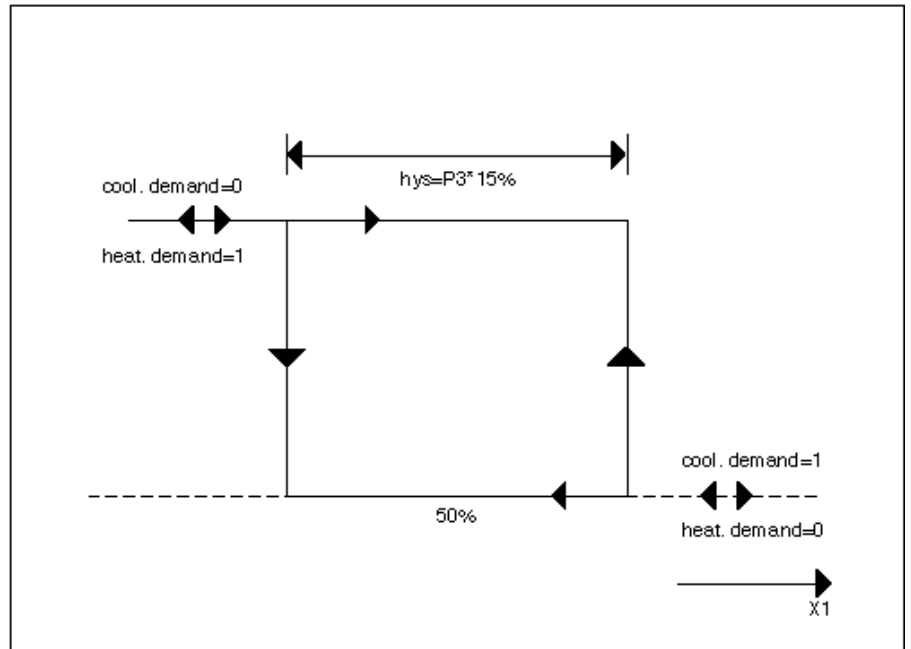 hys=P3*15%
cool. demand=0
heat. demand=1
cool. demand=1
50%
heat. demand=0
X1